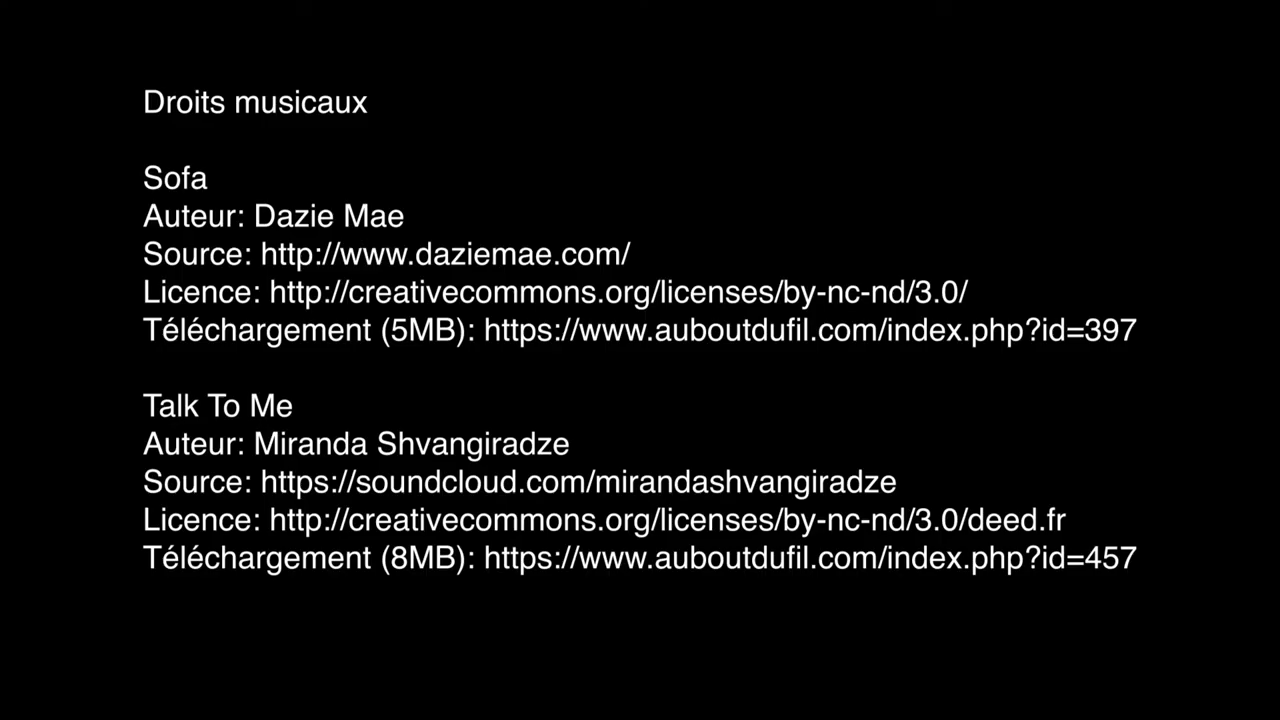 Droits musicaux
Sofa
Auteur: Dazie Mae
Source: http://www.daziemae.com/
Licence: http://creativecommons.org/licenses/by-nc-nd/3.0/
Téléchargement (5MB): https://www.auboutdufil.com/index.php?id=397
Talk To Me
Auteur: Miranda Shvangiradze
Source: https://soundcloud.com/mirandashvangiradze
Licence: http://creativecommons.org/licenses/by-nc-nd/3.0/deed.fr
Téléchargement (8MB): https://www.auboutdufil.com/index.php?id=457